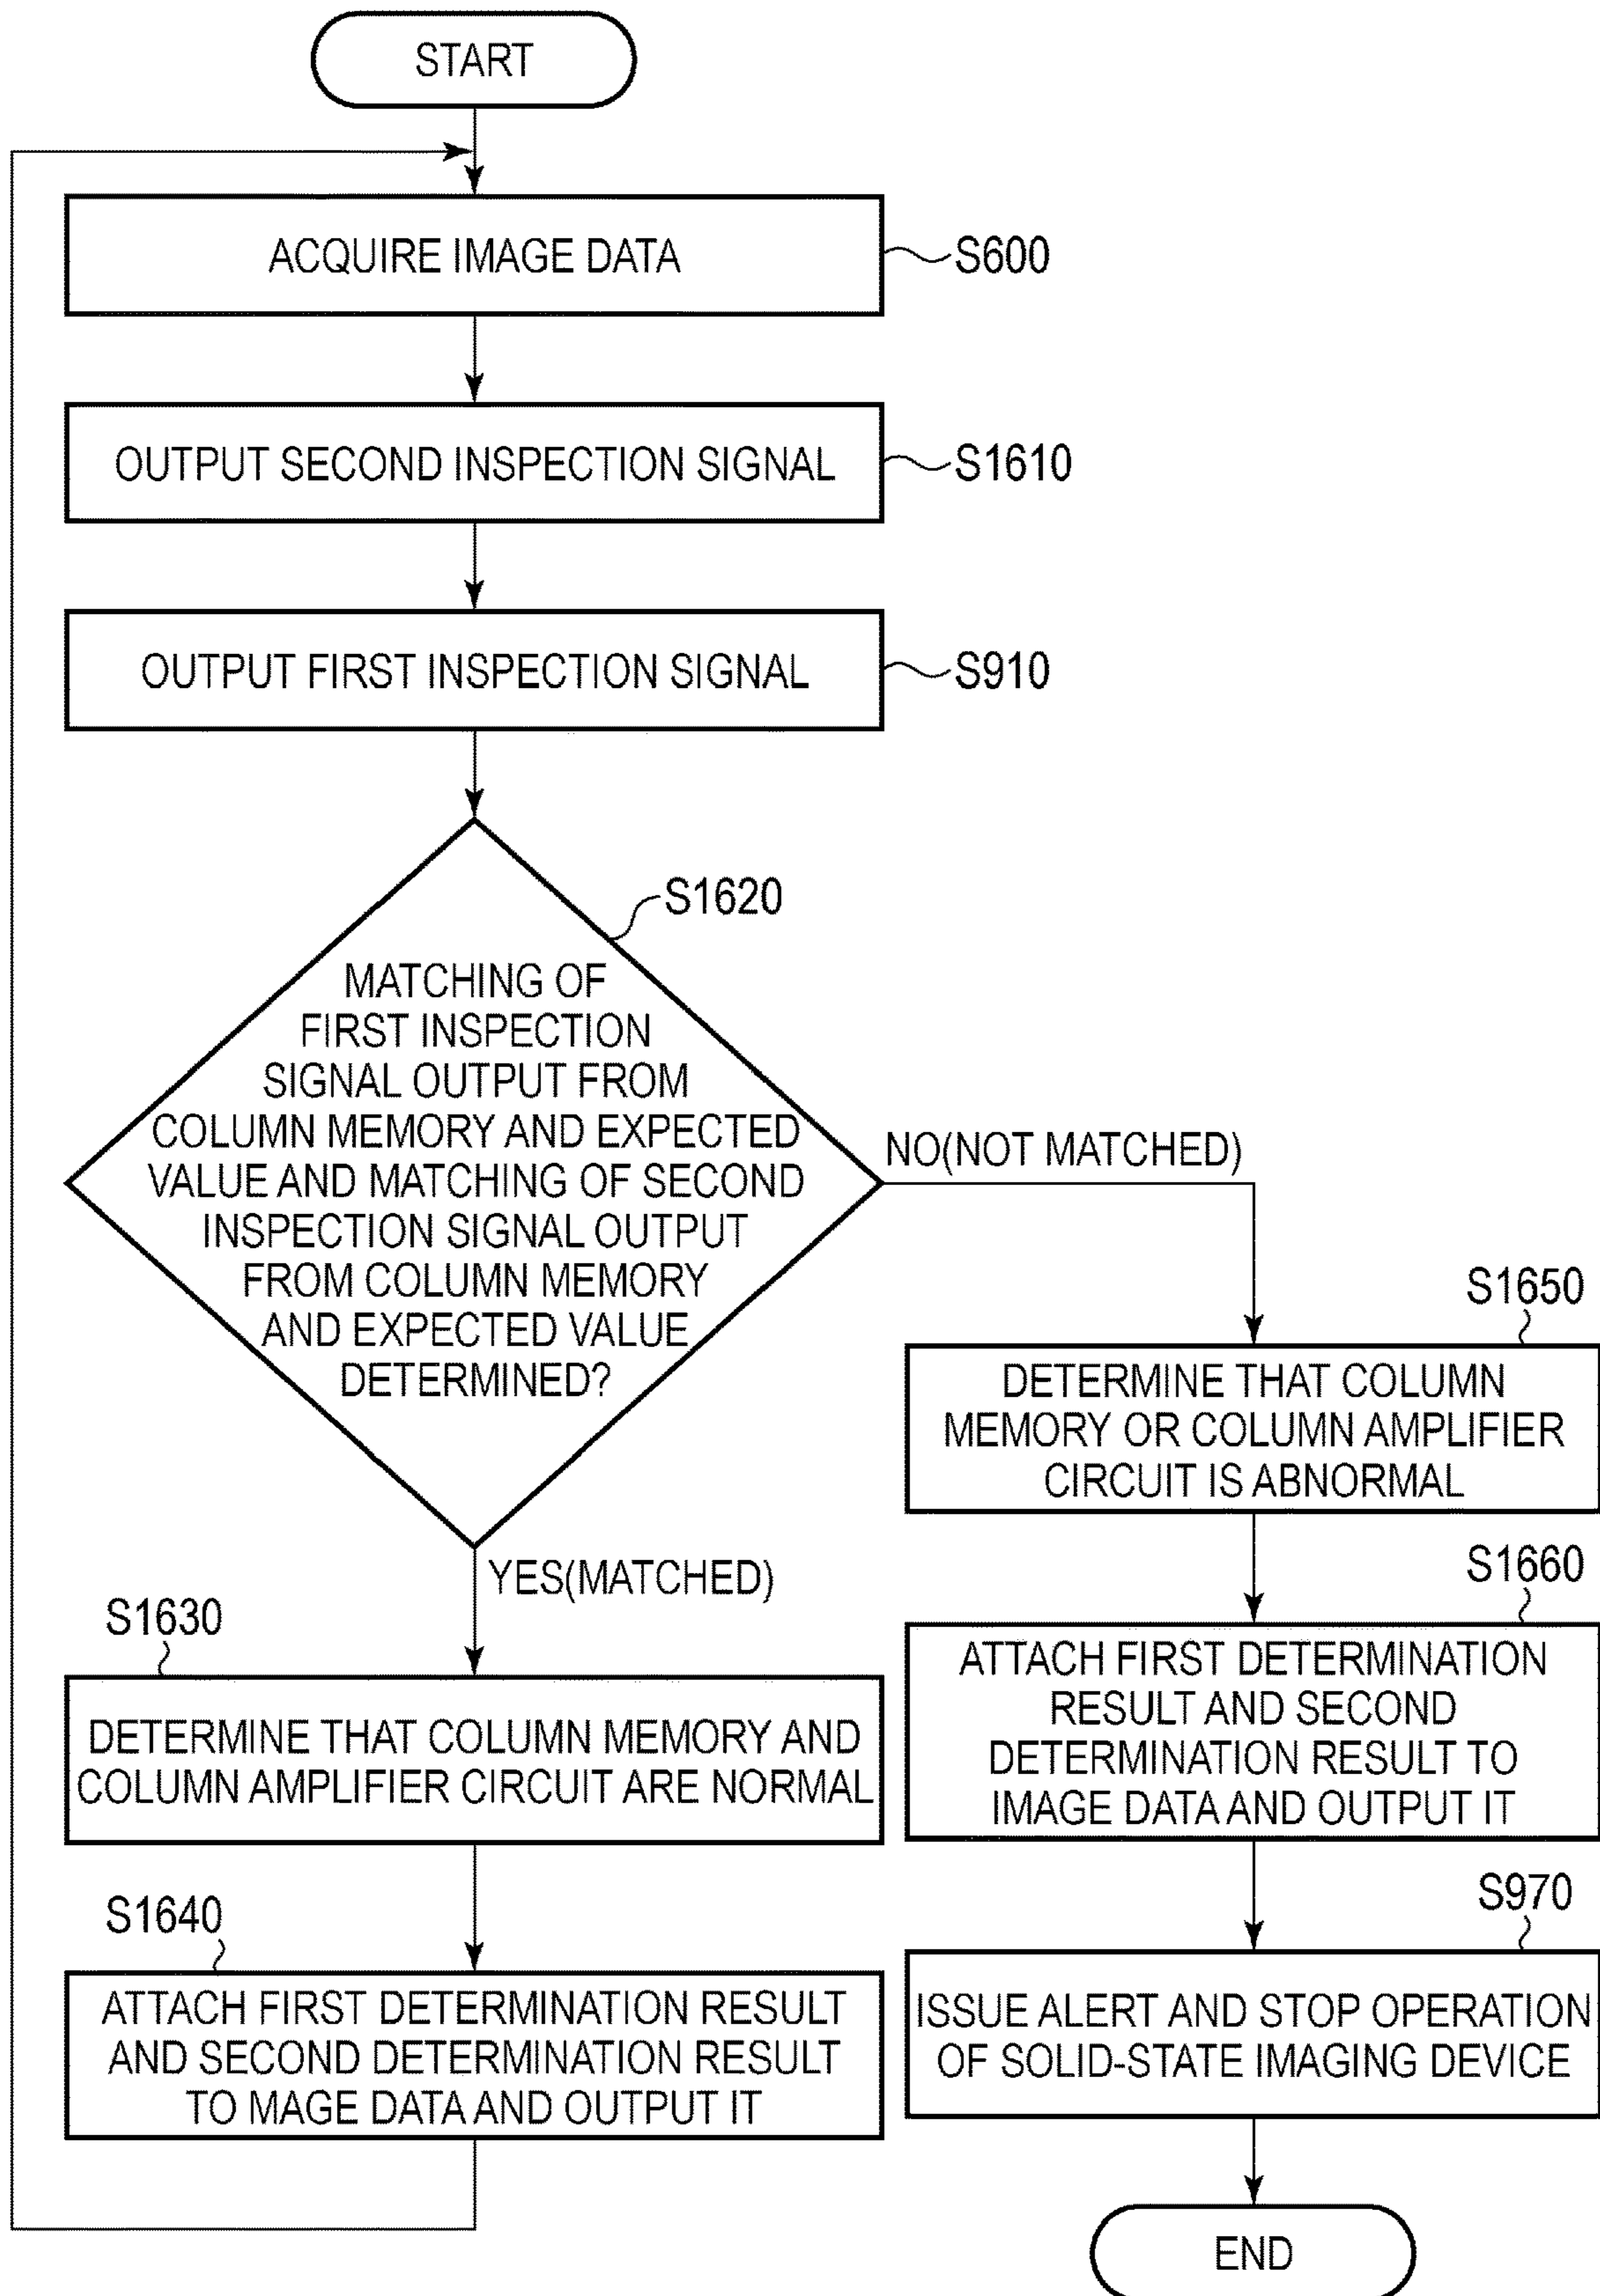 START
ACQUIRE IMAGE DATA
S600
OUTPUT SECOND INSPECTION SIGNAL
S1610
OUTPUT FIRST INSPECTION SIGNAL
S910
S1620
MATCHING OF
FIRST INSPECTION
SIGNAL OUTPUT FROM
COLUMN MEMORY AND EXPECTED
VALUE AND MATCHING OF SECOND
INSPECTION SIGNAL OUTPUT
FROM COLUMN MEMORY
AND EXPECTED VALUE
DETERMINED?
NO(NOT MATCHED)
YES(MATCHED)
S1630
DETERMINE THAT COLUMN MEMORY AND
COLUMN AMPLIFIER CIRCUIT ARE NORMAL
S1640
ATTACH FIRST DETERMINATION RESULT
AND SECOND DETERMINATION RESULT
TO MAGE DATA AND OUTPUT IT
S1650
DETERMINE THAT COLUMN
MEMORY OR COLUMN AMPLIFIER
CIRCUIT IS ABNORMAL
S1660
ATTACH FIRST DETERMINATION
RESULT AND SECOND
DETERMINATION RESULT TO
IMAGE DATA AND OUTPUT IT
S970
ISSUE ALERT AND STOP OPERATION
OF SOLID-STATE IMAGING DEVICE
END